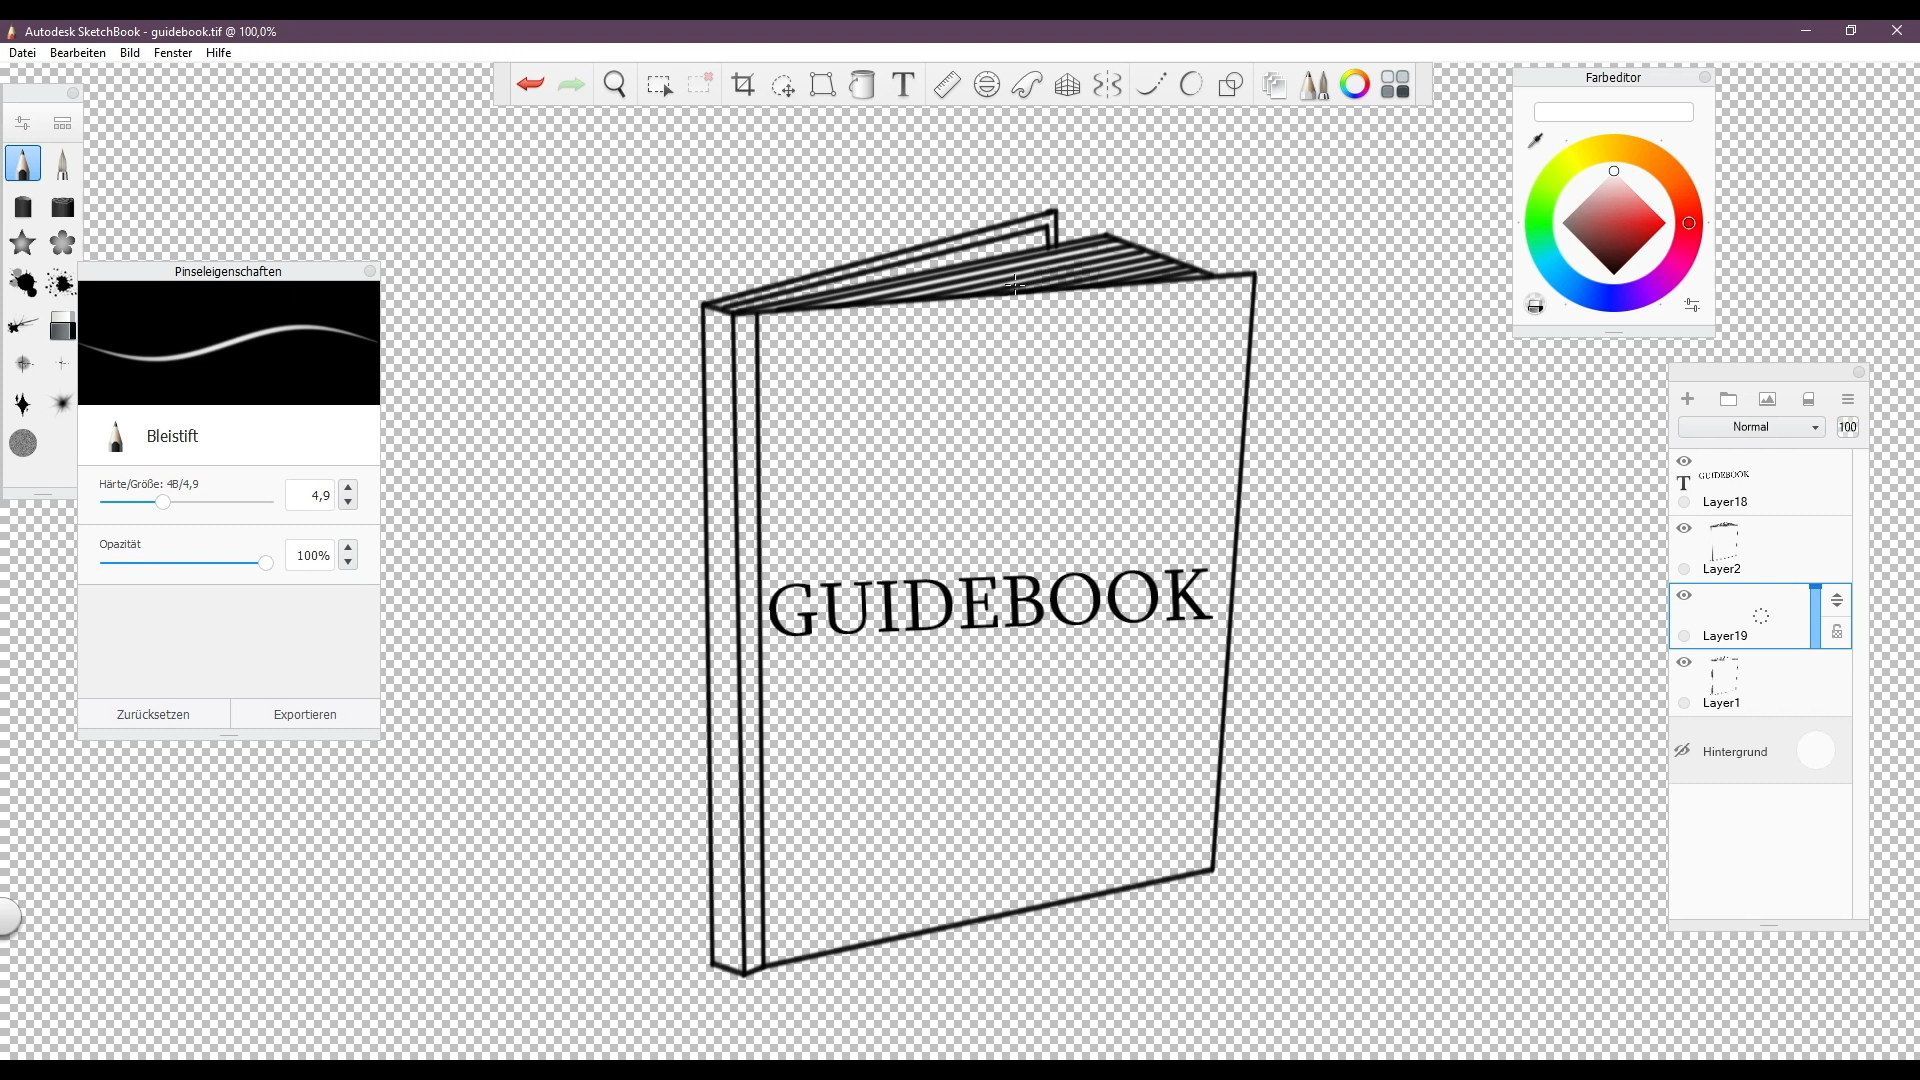 Autodesk SketchBook - guidebook.tif @ 100,0%
Datei Bearbeiten Bild Fenster Hilfe
Farbeditor
Pinseleigenschaften
Bleistift
Härte/Größe: 4B/4,9
4,9
Opazität
100%
Zurücksetzen Exportieren
GUIDEBOOK
Normal 100
GUIDEBOOK
T
Layer18
Layer2
Layer19
Layer1
Hintergrund